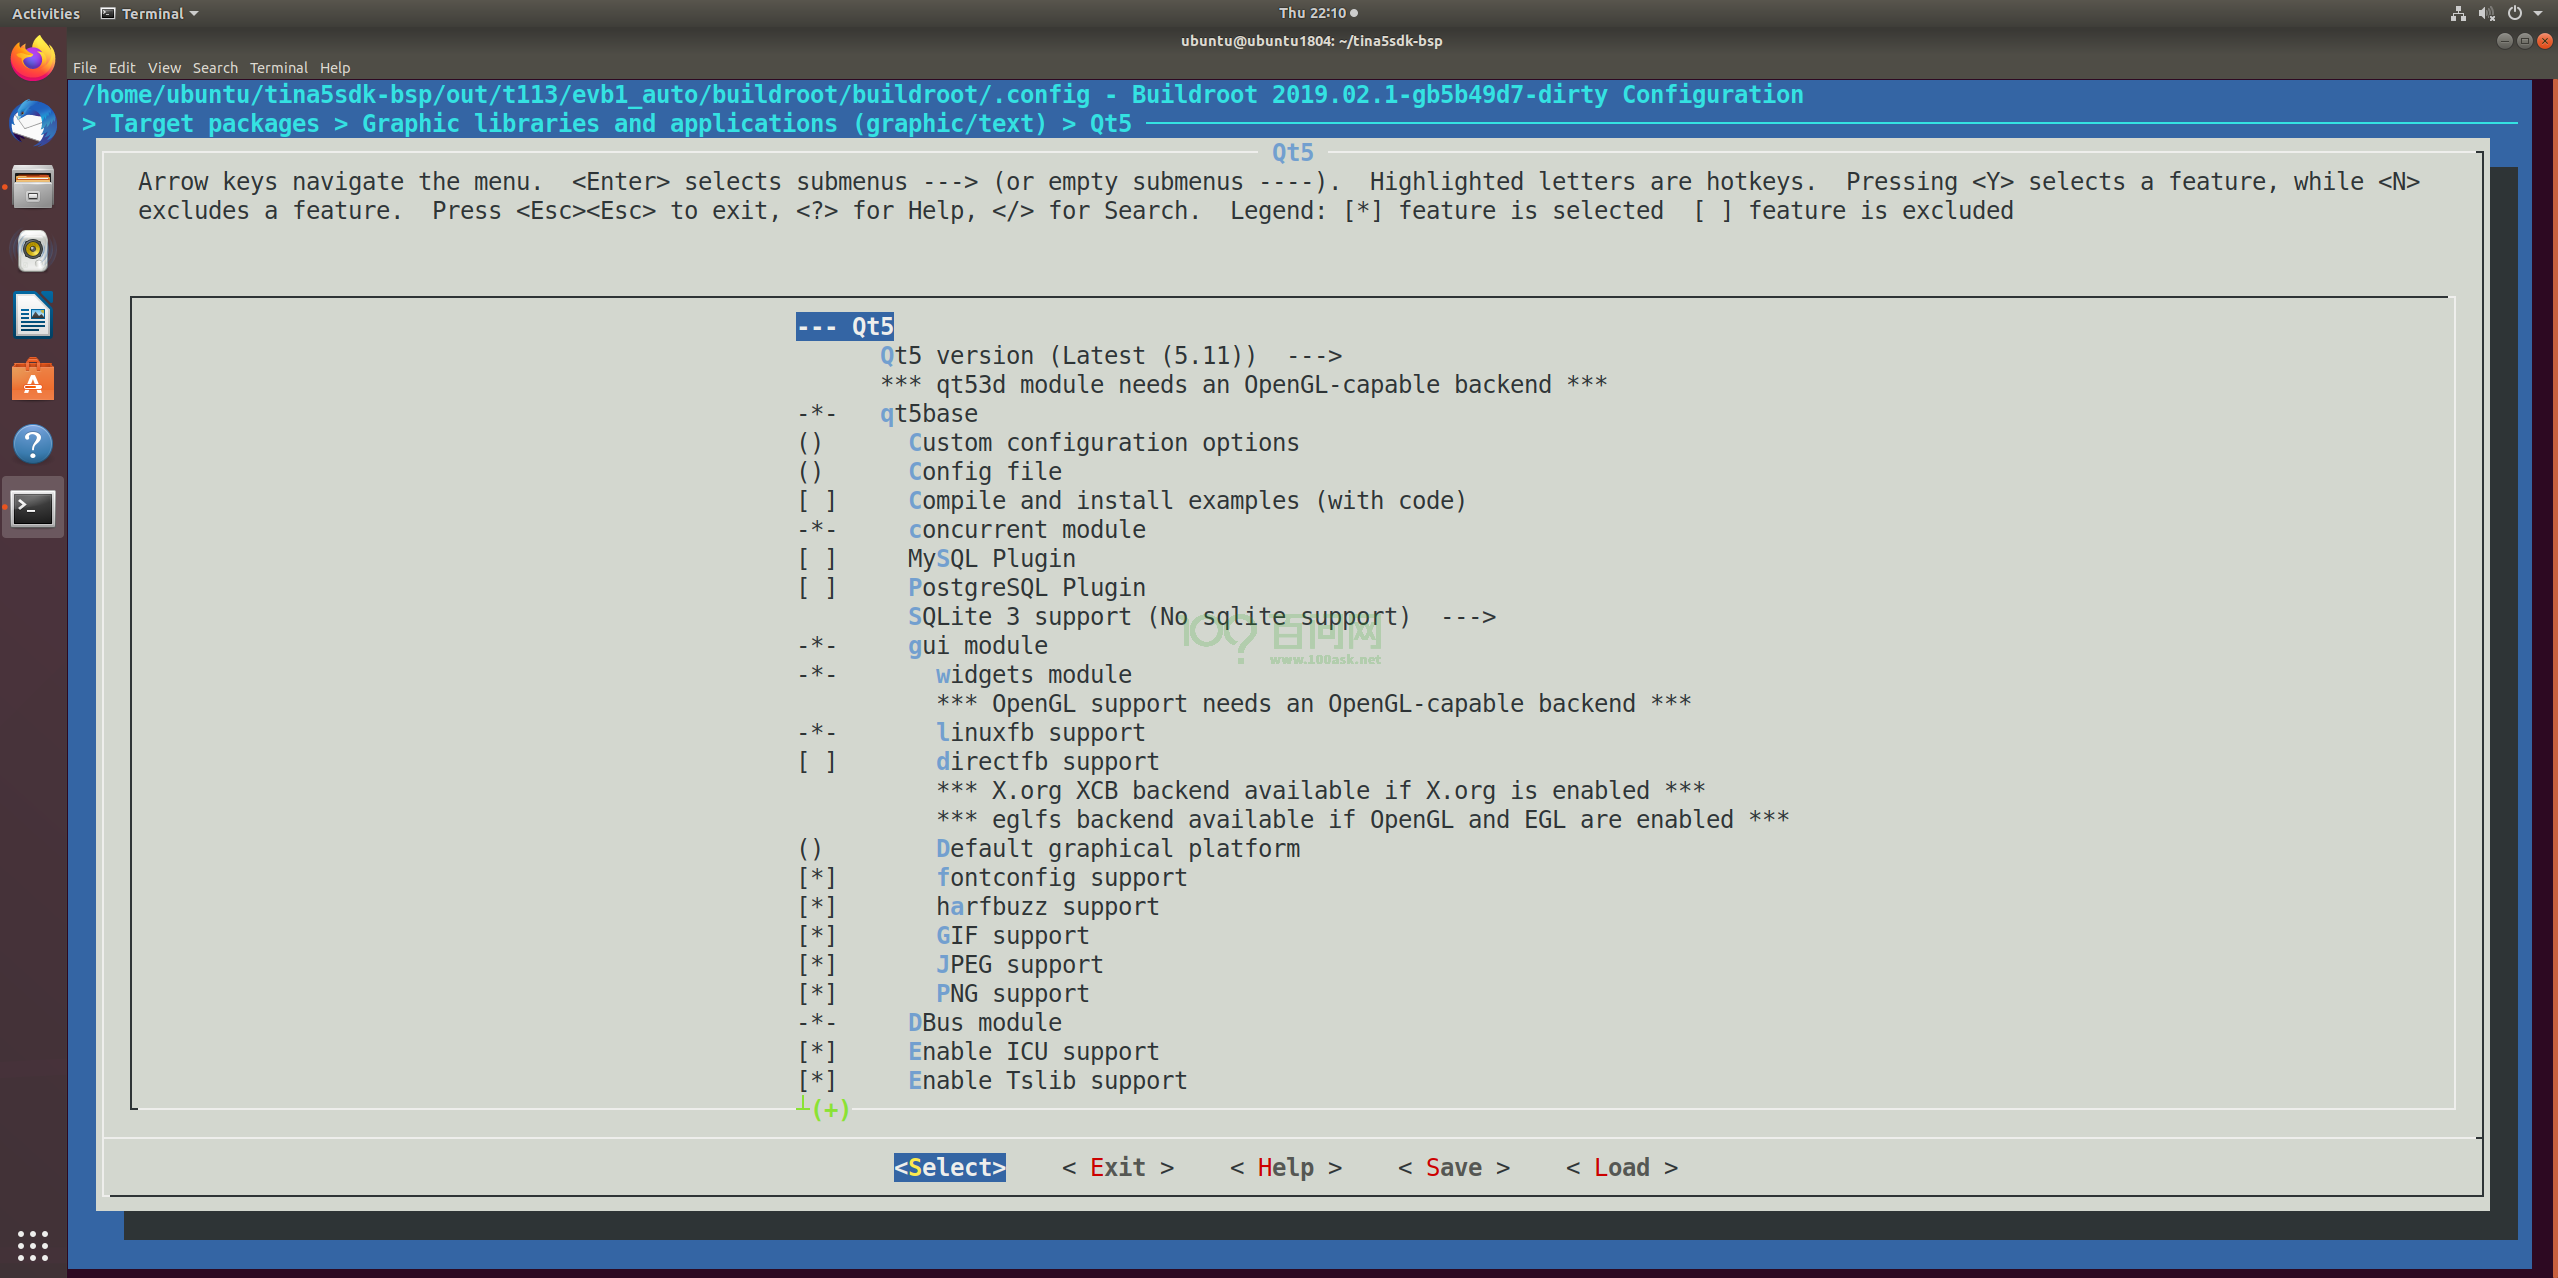 Activities Terminal Thu 22:10
ubuntu@ubuntu1804: ~/tina5sdk-bsp
File Edit View Search Terminal Help
/home/ubuntu/tina5sdk-bsp/out/t113/evb1_auto/buildroot/buildroot/.config - Buildroot 2019.02.1-gb5b49d7-dirty Configuration
> Target packages > Graphic libraries and applications (graphic/text) > Qt5
Qt5
Arrow keys navigate the menu.  <Enter> selects submenus ---> (or empty submenus ----).  Highlighted letters are hotkeys.  Pressing <Y> selects a feature, while <N>
excludes a feature.  Press <Esc><Esc> to exit, <?> for Help, </> for Search.  Legend: [*] feature is selected  [ ] feature is excluded
--- Qt5
Qt5 version (Latest (5.11))  --->
*** qt53d module needs an OpenGL-capable backend ***
-*-   qt5base
()      Custom configuration options
()      Config file
[ ]     Compile and install examples (with code)
-*-     concurrent module
[ ]     MySQL Plugin
[ ]     PostgreSQL Plugin
SQLite 3 support (No sqlite support)  --->
-*-     gui module
-*-       widgets module
*** OpenGL support needs an OpenGL-capable backend ***
-*-       linuxfb support
[ ]       directfb support
*** X.org XCB backend available if X.org is enabled ***
*** eglfs backend available if OpenGL and EGL are enabled ***
()        Default graphical platform
[*]       fontconfig support
[*]       harfbuzz support
[*]       GIF support
[*]       JPEG support
[*]       PNG support
-*-     DBus module
[*]     Enable ICU support
[*]     Enable Tslib support
┴(+)
<Select>    < Exit >    < Help >    < Save >    < Load >
百问网
www.100ask.net